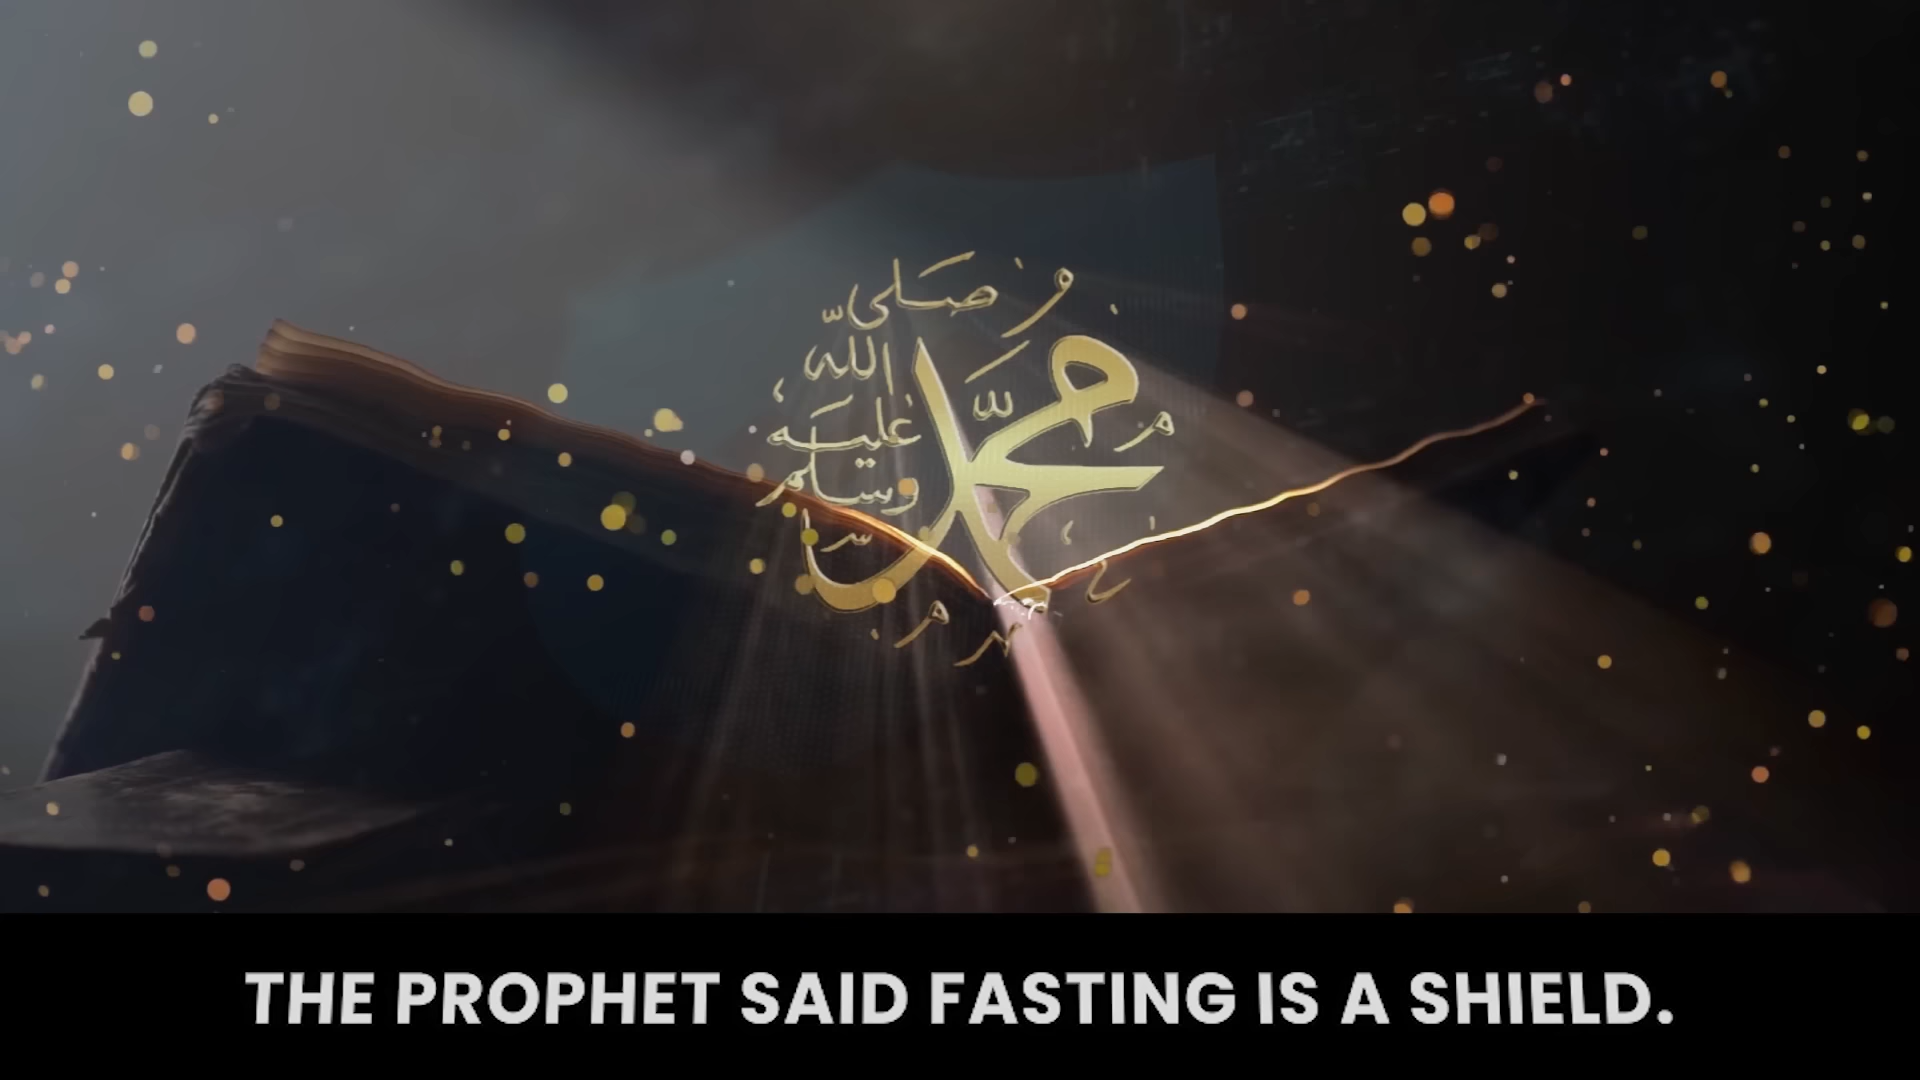 محمد
صلى
الله
عليه
وسلم
THE PROPHET SAID FASTING IS A SHIELD.